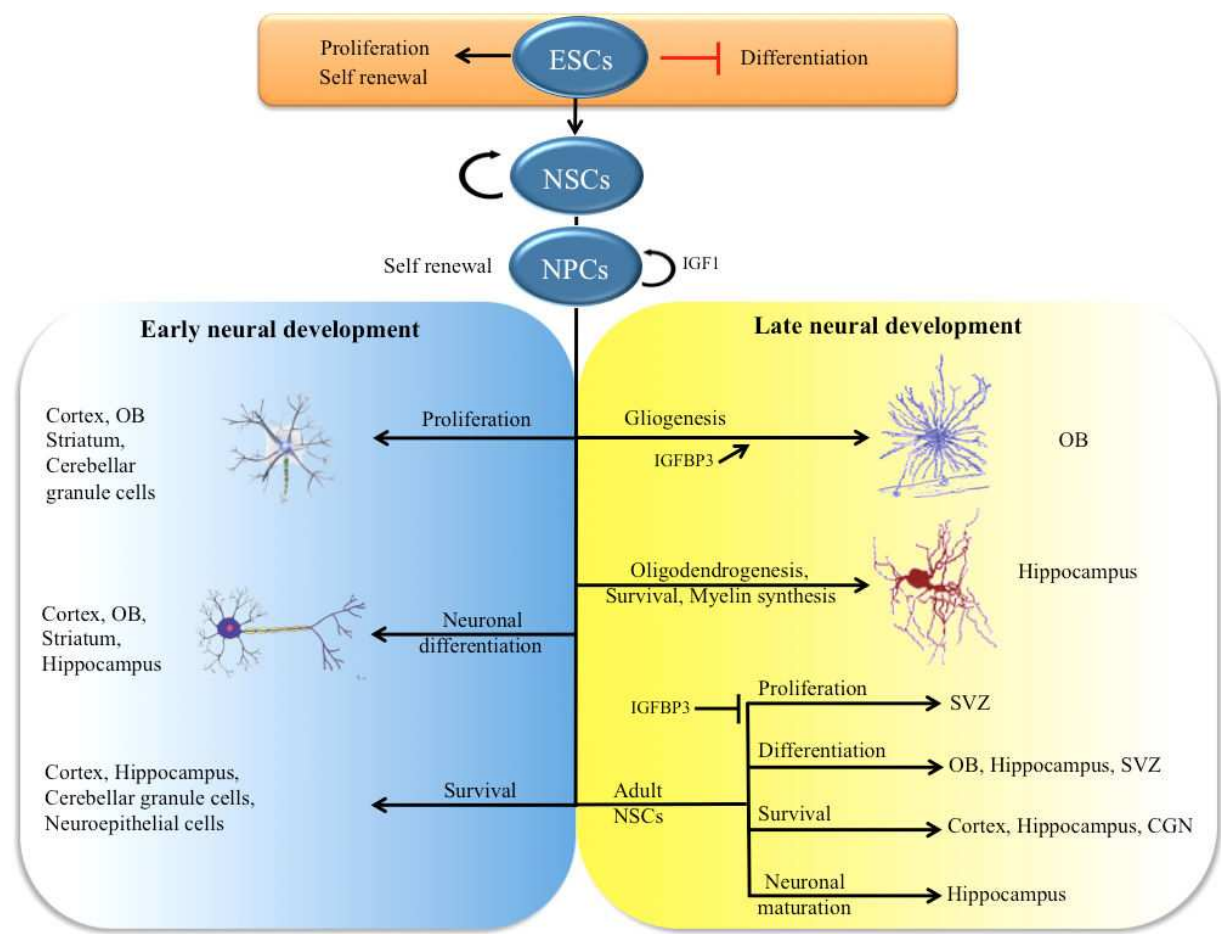 Proliferation
Self renewal
ESCs
Differentiation
NSCs
Self renewal
NPCs
IGF1
Early neural development
Cortex, OB
Striatum,
Cerebellar
granule cells
Proliferation
Cortex, OB,
Striatum,
Hippocampus
Neuronal
differentiation
Cortex, Hippocampus,
Cerebellar granule cells,
Neuroepithelial cells
Survival
Late neural development
Gliogenesis
IGFBP3
OB
Oligodendrogenesis,
Survival, Myelin synthesis
Hippocampus
Adult
NSCs
IGFBP3
Proliferation
SVZ
Differentiation
OB, Hippocampus, SVZ
Survival
Cortex, Hippocampus, CGN
Neuronal
maturation
Hippocampus